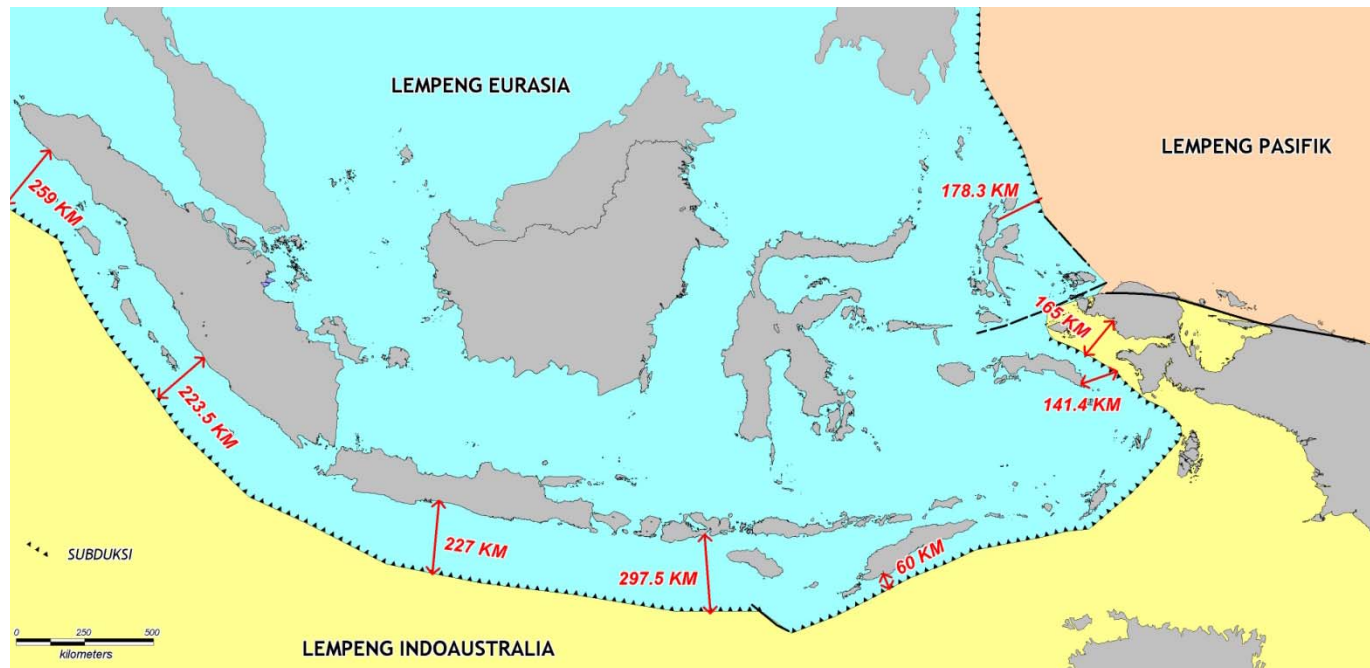 LEMPENG EURASIA
LEMPENG PASIFIK
259 KM
178.3 KM
165 KM
141.4 KM
223.5 KM
227 KM
297.5 KM
60 KM
SUBDUKSI
0 250 500
kilometers
LEMPENG INDOAUSTRALIA